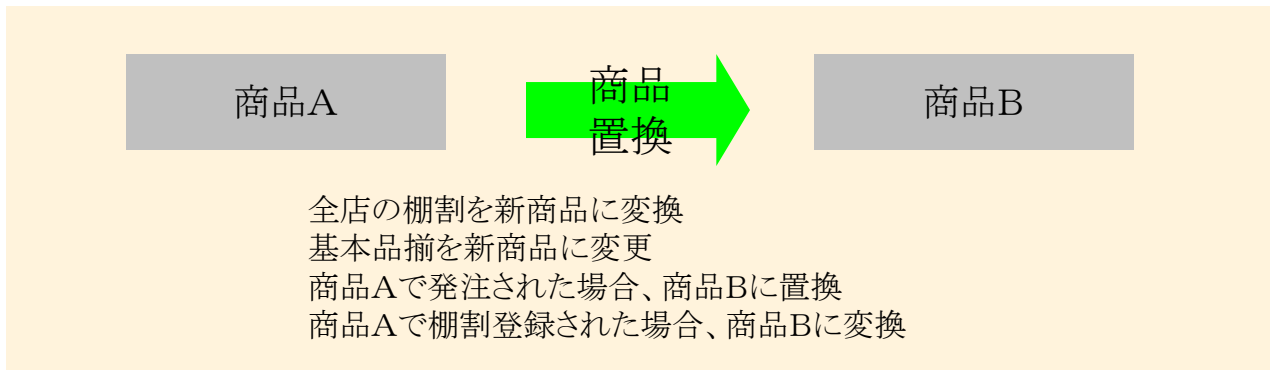 商品A
商品
置換
商品B
全店の棚割を新商品に変換
基本品揃を新商品に変更
商品Aで発注された場合、商品Bに置換
商品Aで棚割登録された場合、商品Bに変換